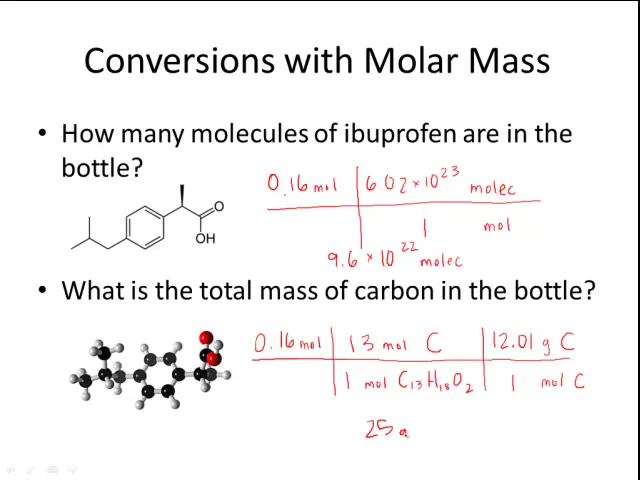 Conversions with Molar Mass
• How many molecules of ibuprofen are in the
bottle?
0.16 mol | 6.02 × 10²³ molec
1 mol
9.6 × 10²² molec
O
OH
• What is the total mass of carbon in the bottle?
0.16 mol | 13 mol C | 12.01 g C
1 mol C₁₃H₁₈O₂ | 1 mol C
25